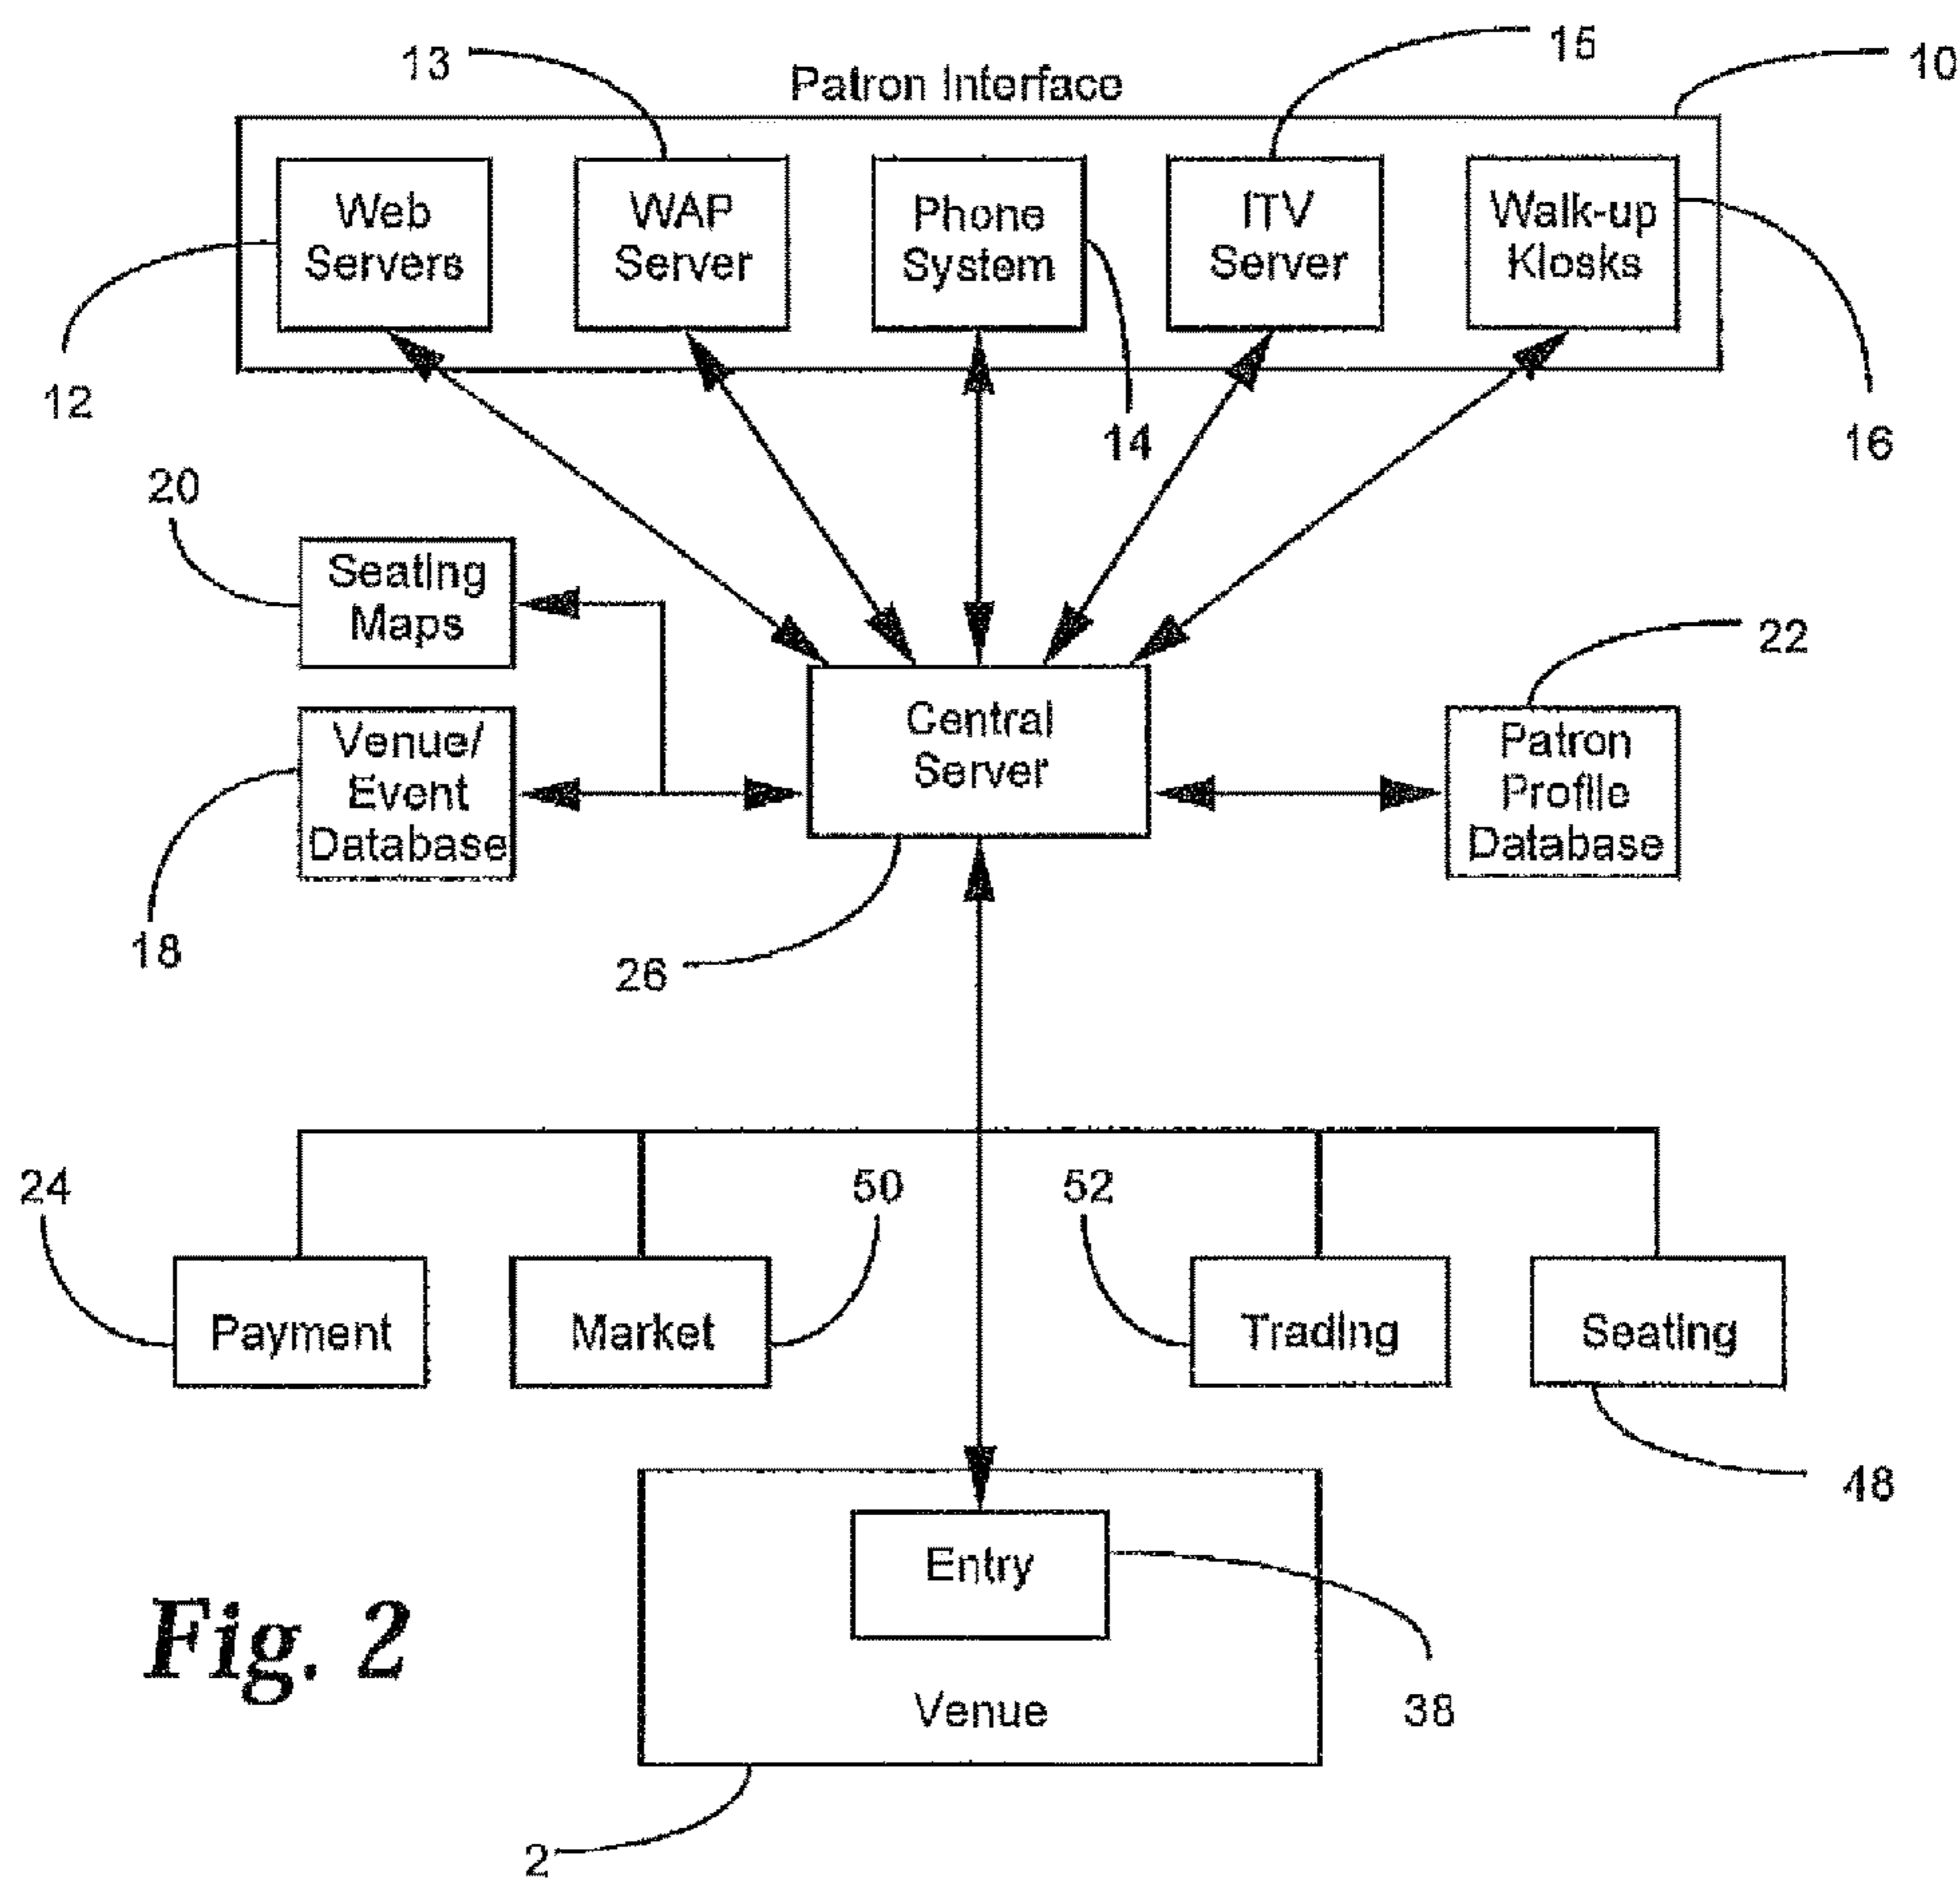 13
15
10
Patron Interface
Web
Servers
WAP
Server
Phone
System
ITV
Server
Walk-up
Kiosks
12
14
16
20
Seating
Maps
22
Central
Server
Venue/
Event
Database
Patron
Profile
Database
18
26
24
50
52
Payment
Market
Trading
Seating
48
Entry
Fig. 2
Venue
38
2